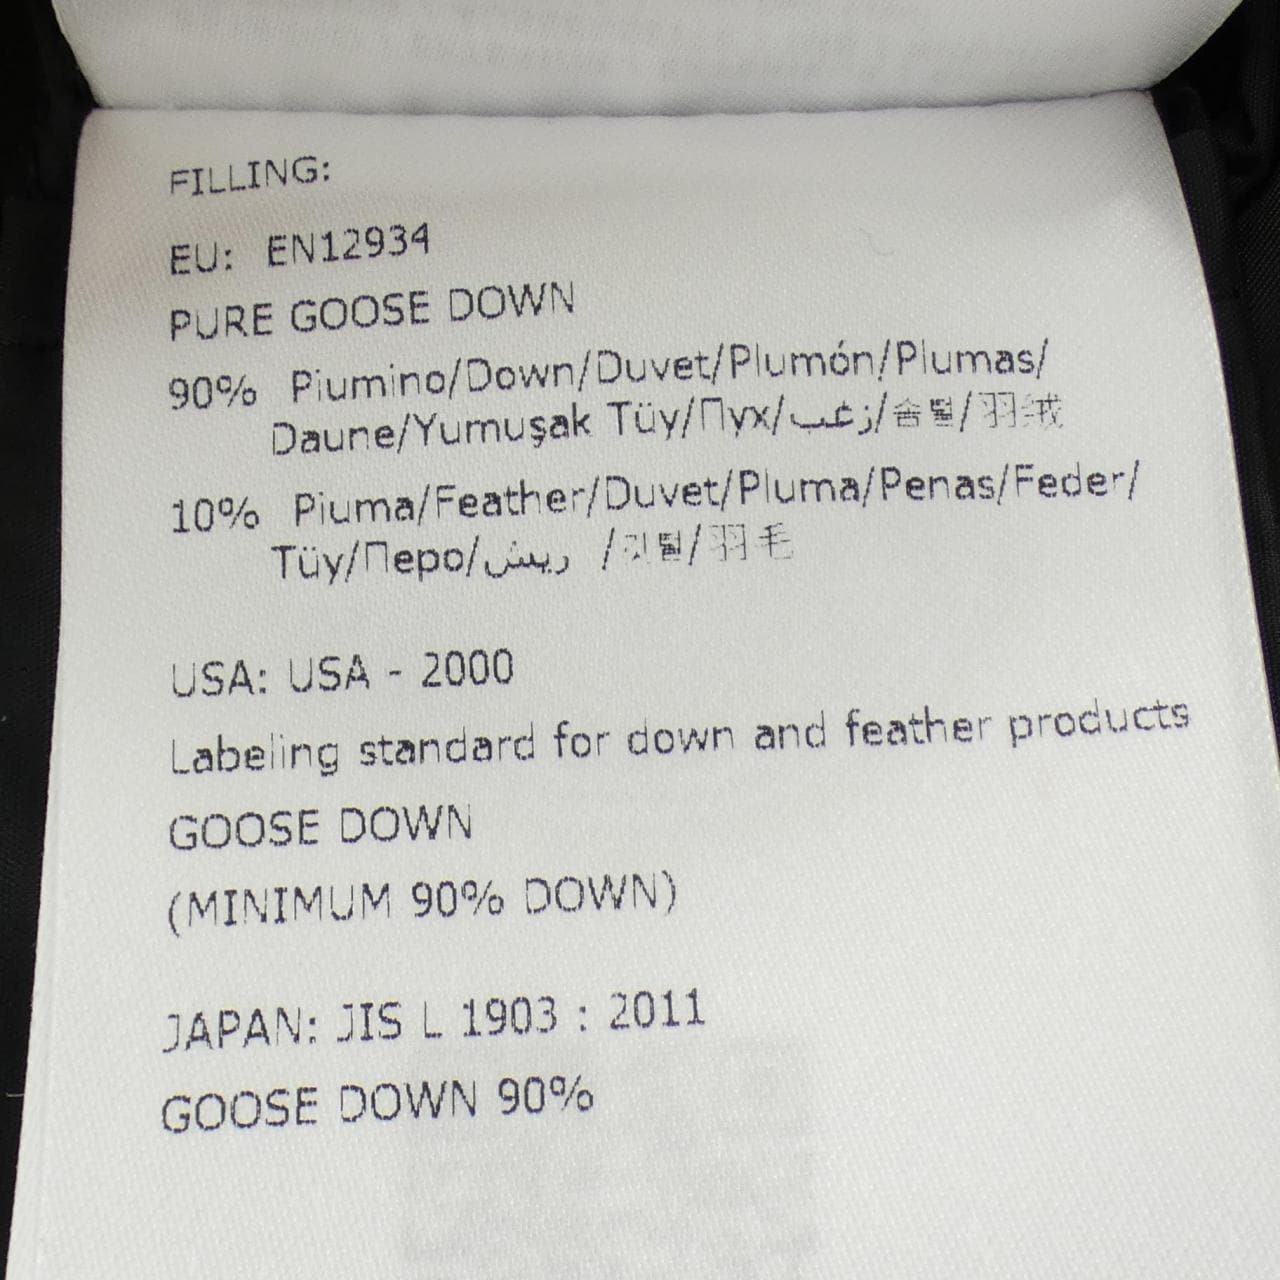 FILLING:
EU: EN12934
PURE GOOSE DOWN
90% Piumino/Down/Duvet/Plumón/Plumas/
Daune/Yumuşak Tüy/Пух/زغب/솜털/羽绒
10% Piuma/Feather/Duvet/Pluma/Penas/Feder/
Tüy/Перо/ریش /깃털/羽毛
USA: USA - 2000
Labeling standard for down and feather products
GOOSE DOWN
(MINIMUM 90% DOWN)
JAPAN: JIS L 1903 : 2011
GOOSE DOWN 90%